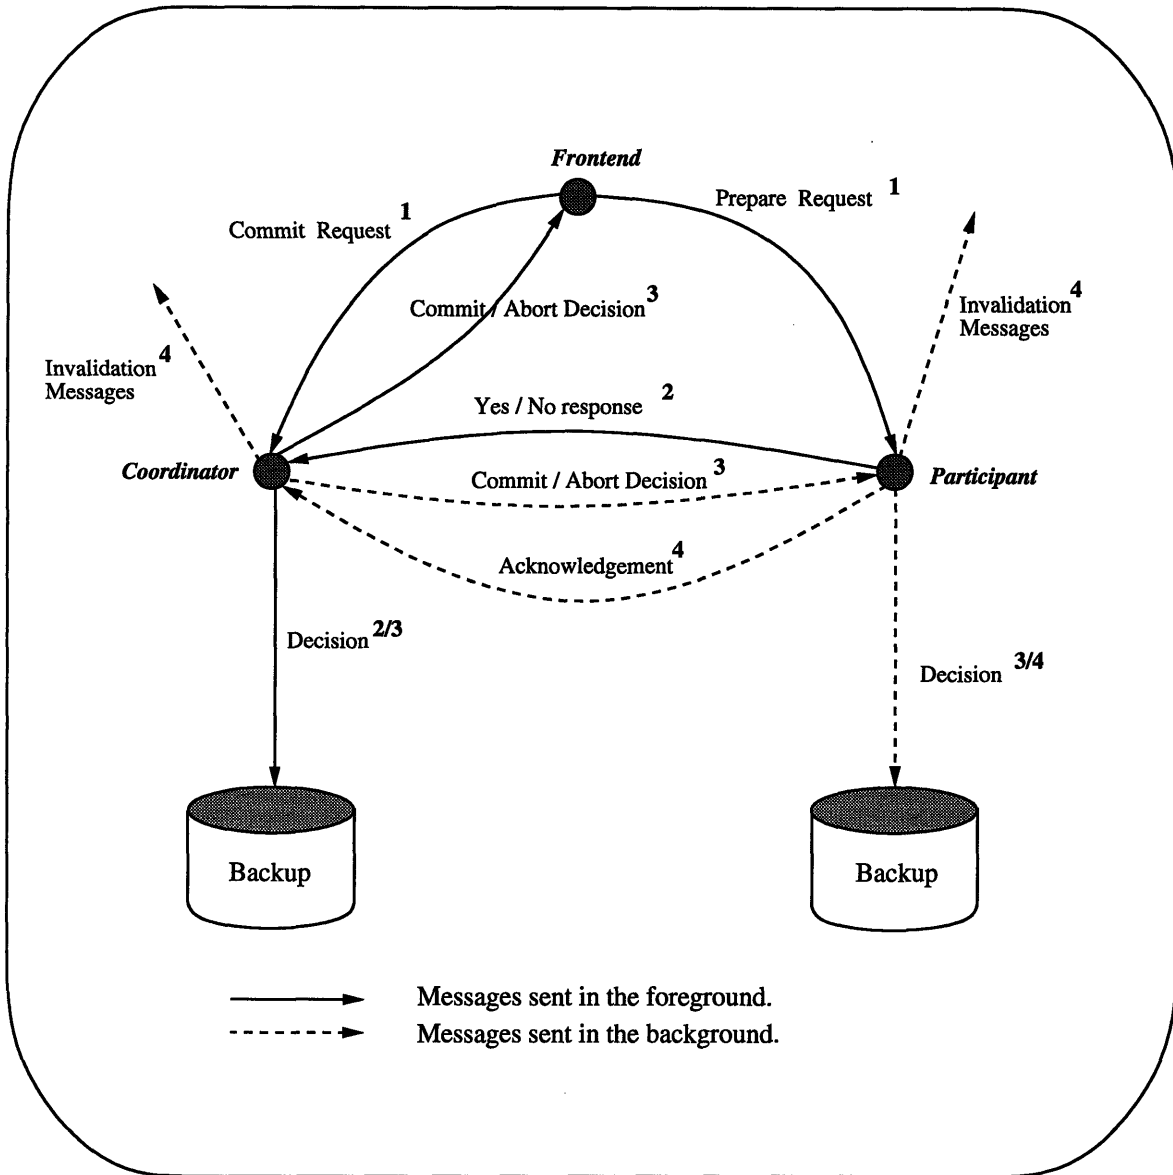 Frontend
Prepare Request 1
Commit Request 1
Commit / Abort Decision 3
Invalidation 4
Messages
Invalidation 4
Messages
Yes / No response 2
Coordinator
Commit / Abort Decision 3
Participant
Acknowledgement 4
Decision 2/3
Decision 3/4
Backup
Backup
Messages sent in the foreground.
Messages sent in the background.